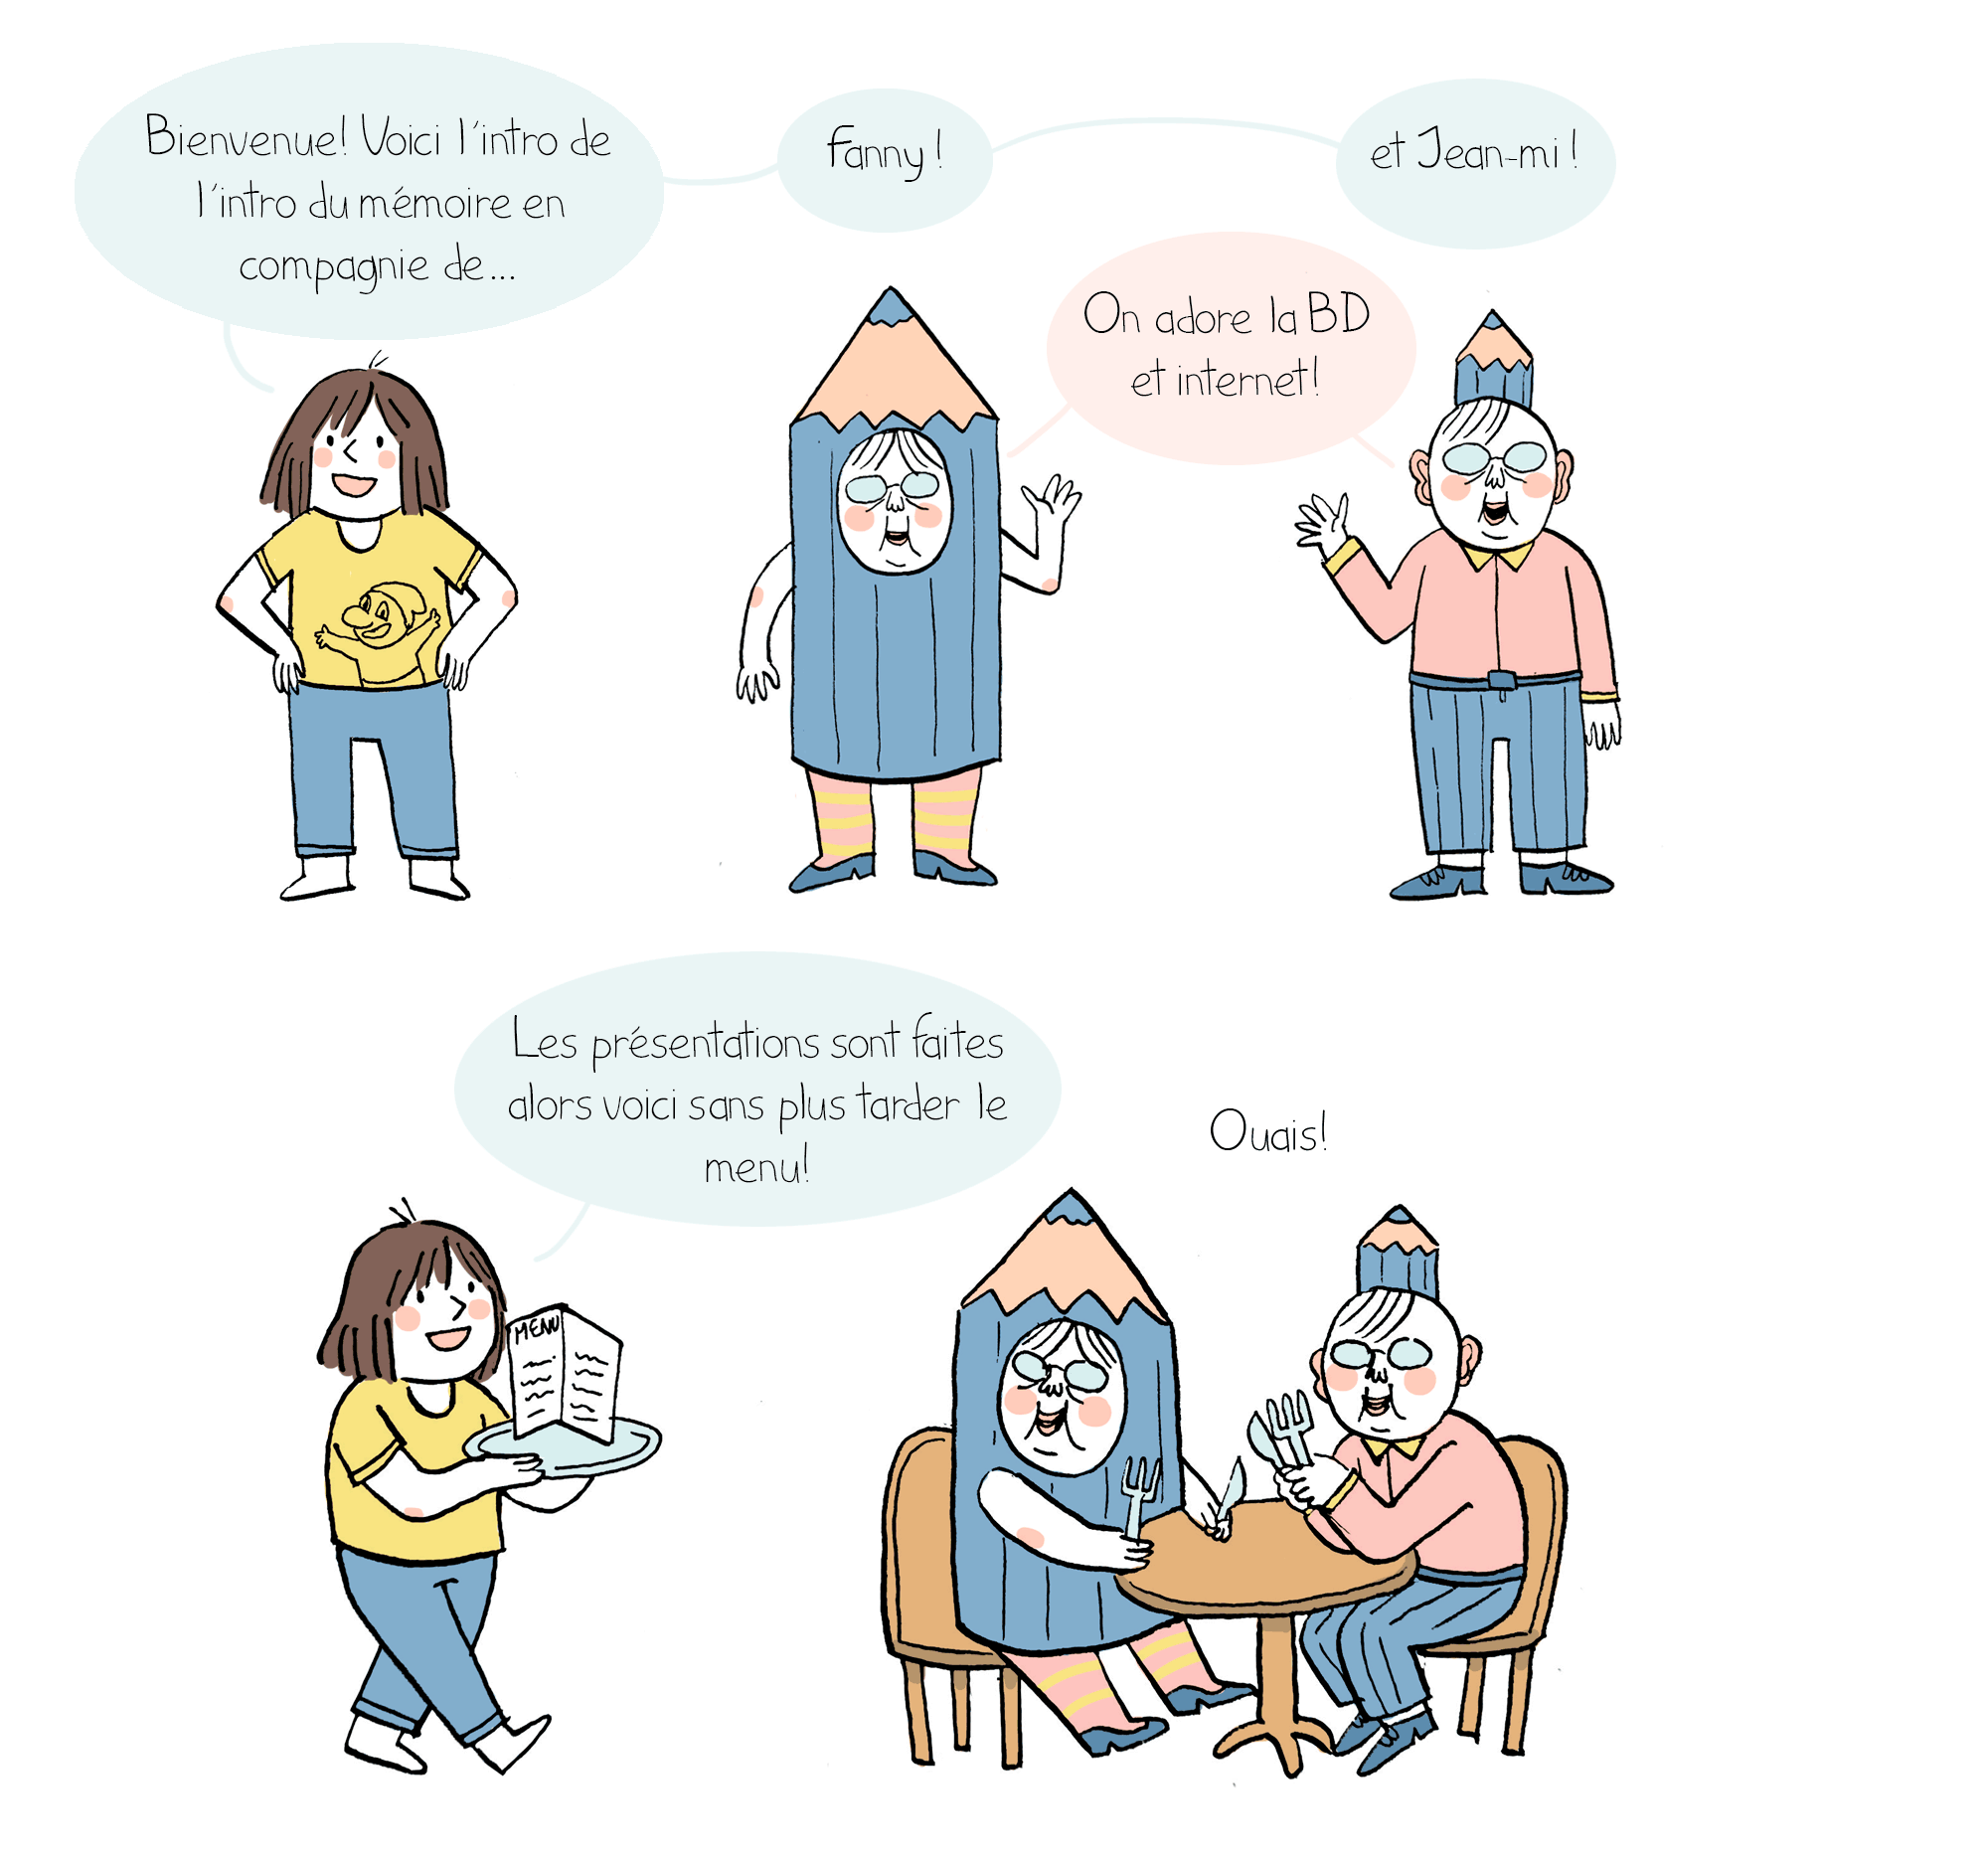 Bienvenue! Voici l'intro de
l'intro du mémoire en
compagnie de...
Fanny !
et Jean-mi !
On adore la BD
et internet!
Les présentations sont faites
alors voici sans plus tarder le
menu!
Ouais!
MENU